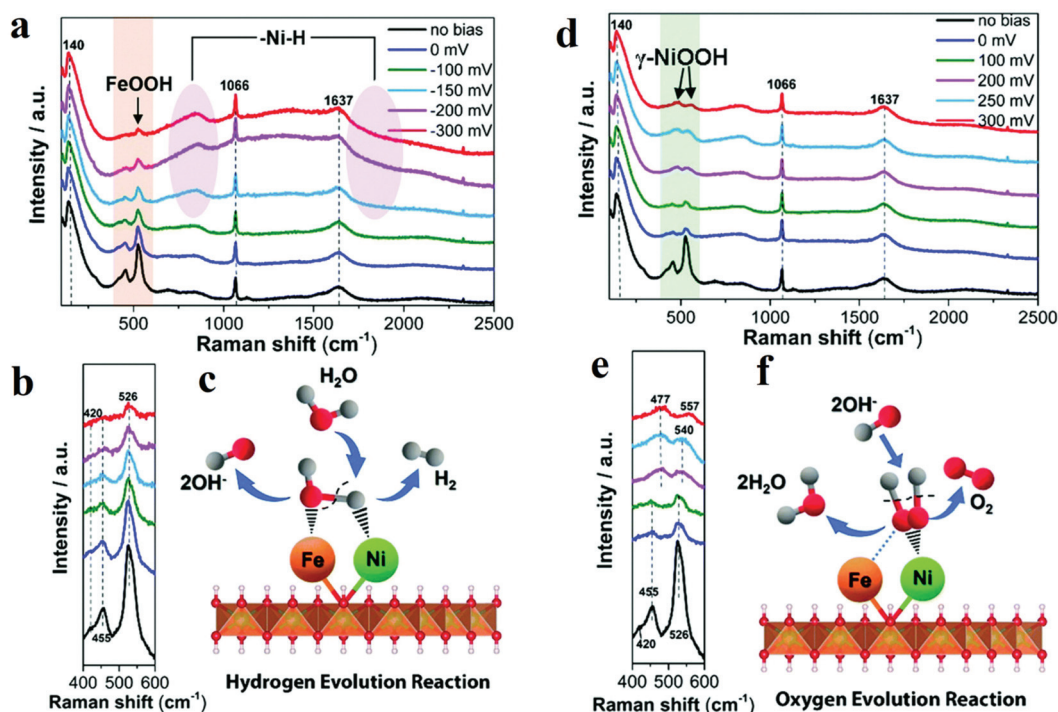 a
140
-Ni-H
FeOOH
1066
1637
no bias
0 mV
-100 mV
-150 mV
-200 mV
-300 mV
Intensity / a.u.
500
1000
1500
2000
2500
Raman shift (cm⁻¹)
d
140
γ-NiOOH
1066
1637
no bias
0 mV
100 mV
200 mV
250 mV
300 mV
Intensity / a.u.
500
1000
1500
2000
2500
Raman shift (cm⁻¹)
b
420
526
455
Intensity / a.u.
400 500 600
Raman shift (cm⁻¹)
c
H₂O
2OH⁻
H₂
Fe
Ni
Hydrogen Evolution Reaction
e
477
557
540
455
420
526
Intensity / a.u.
400 500 600
Raman shift (cm⁻¹)
f
2OH⁻
2H₂O
O₂
Fe
Ni
Oxygen Evolution Reaction